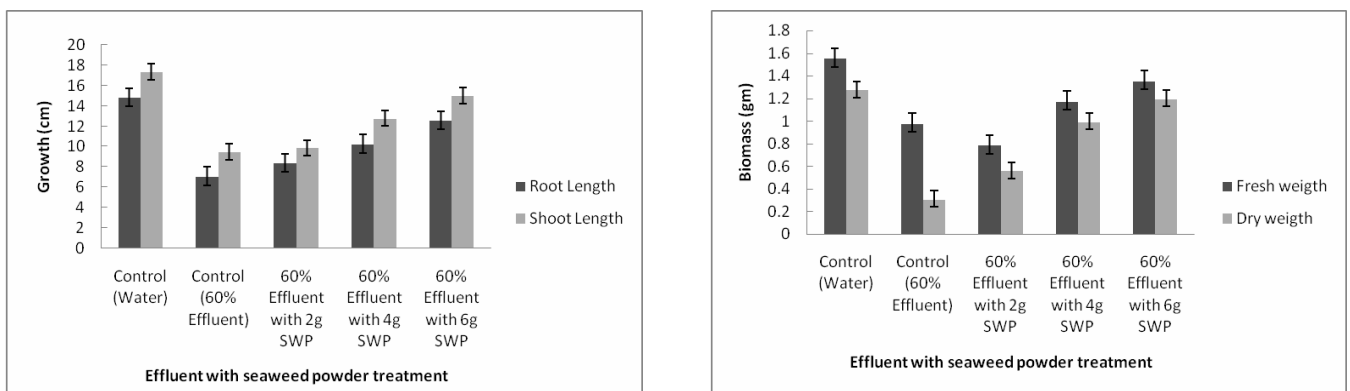 20
18
16
14
12
10
8
6
4
2
0
Growth (cm)
Root Length
Shoot Length
Control
(Water)
Control
(60%
Effluent)
60%
Effluent
with 2g
SWP
60%
Effluent
with 4g
SWP
60%
Effluent
with 6g
SWP
Effluent with seaweed powder treatment
1.8
1.6
1.4
1.2
1
0.8
0.6
0.4
0.2
0
Biomass (gm)
Fresh weigth
Dry weigth
Control
(Water)
Control
(60%
Effluent)
60%
Effluent
with 2g
SWP
60%
Effluent
with 4g
SWP
60%
Effluent
with 6g
SWP
Effluent with seaweed powder treatment